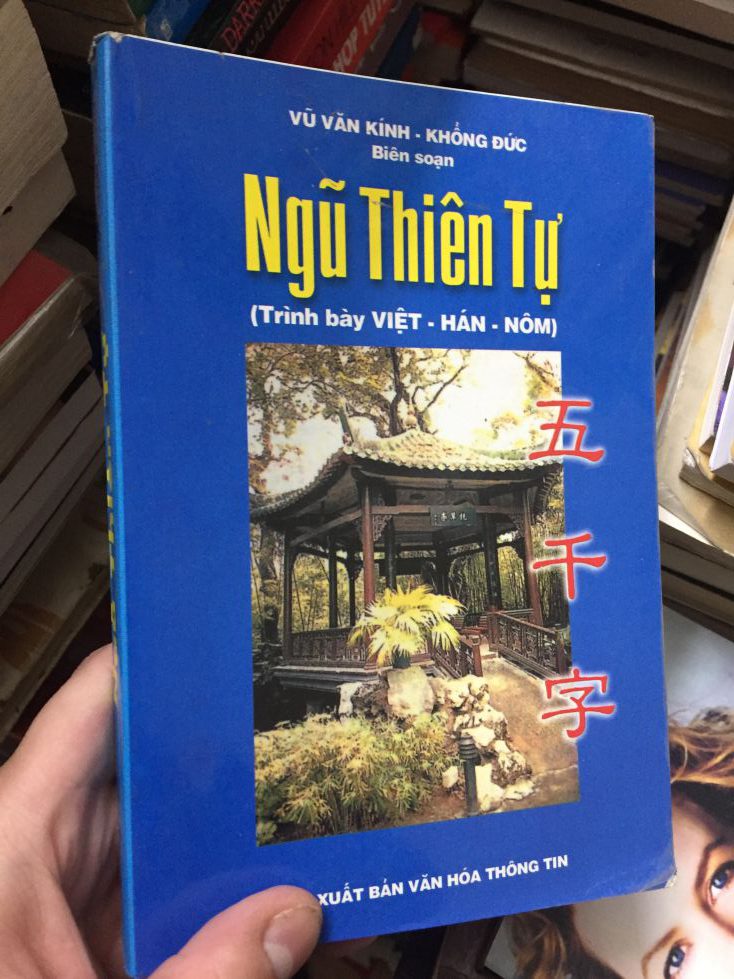 VŨ VĂN KÍNH - KHỔNG ĐỨC
Biên soạn
Ngũ Thiên Tự
(Trình bày VIỆT - HÁN - NÔM)
五
千
字
XUẤT BẢN VĂN HÓA THÔNG TIN
DARK